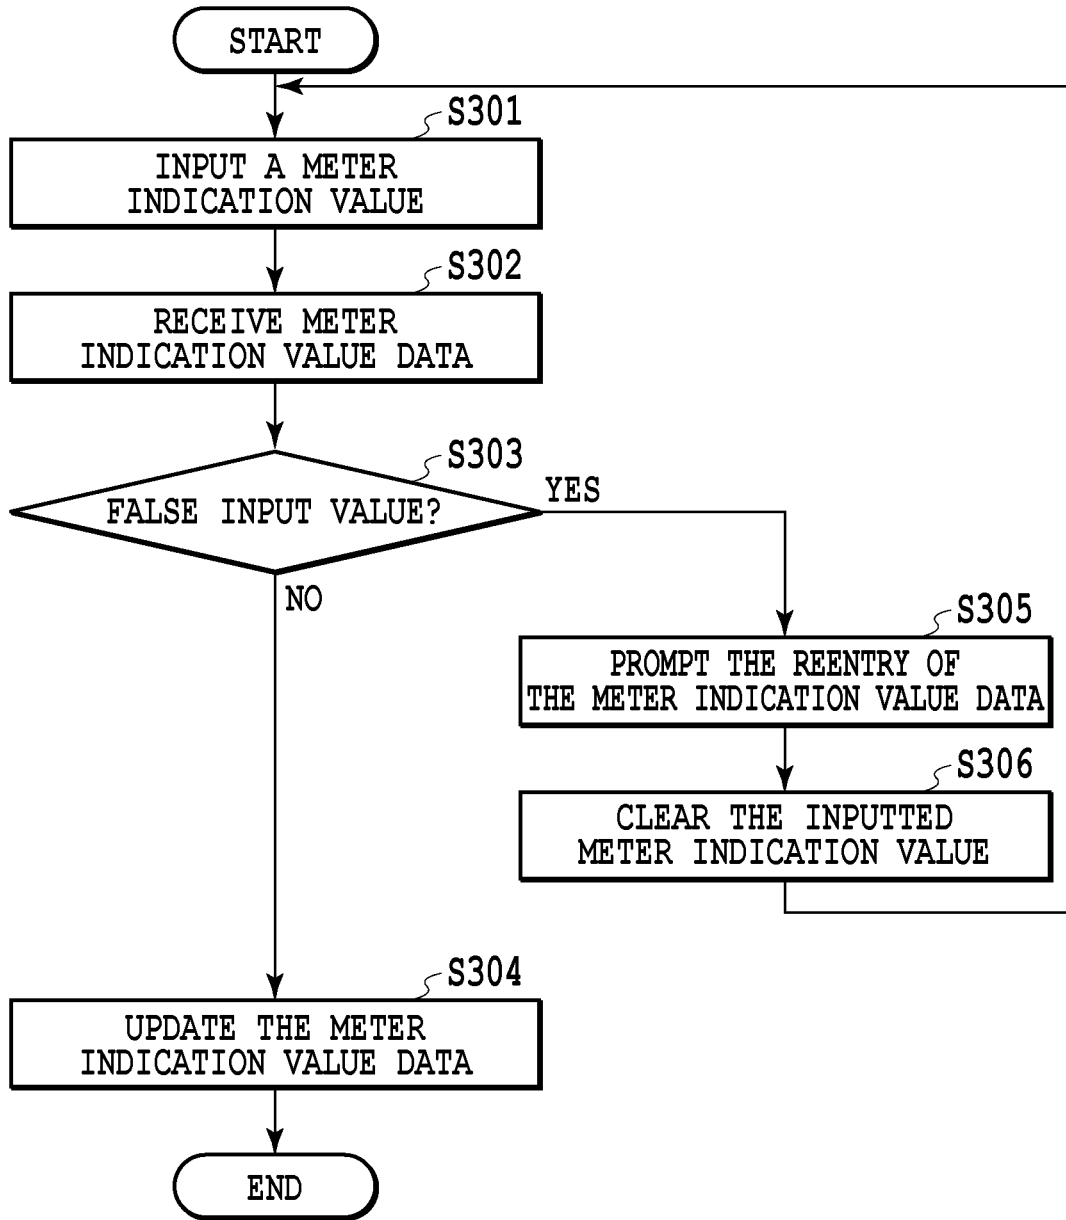 START
S301
INPUT A METER
INDICATION VALUE
S302
RECEIVE METER
INDICATION VALUE DATA
S303
FALSE INPUT VALUE?
YES
NO
S305
PROMPT THE REENTRY OF
THE METER INDICATION VALUE DATA
S306
CLEAR THE INPUTTED
METER INDICATION VALUE
S304
UPDATE THE METER
INDICATION VALUE DATA
END